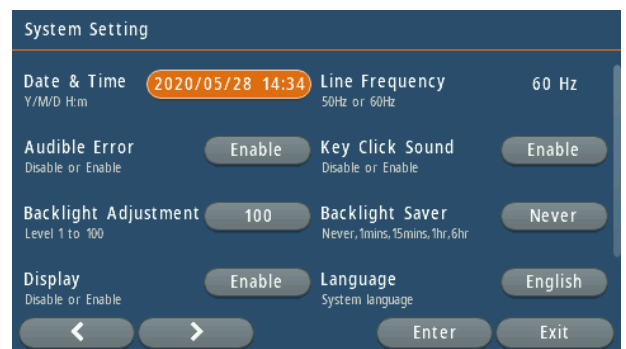 System Setting
Date & Time 2020/05/28 14:34 Line Frequency 60 Hz
Y/M/D H:m 50Hz or 60Hz
Audible Error Enable Key Click Sound Enable
Disable or Enable Disable or Enable
Backlight Adjustment 100 Backlight Saver Never
Level 1 to 100 Never,1mins,15mins,1hr,6hr
Display Enable Language English
Disable or Enable System language
Enter Exit